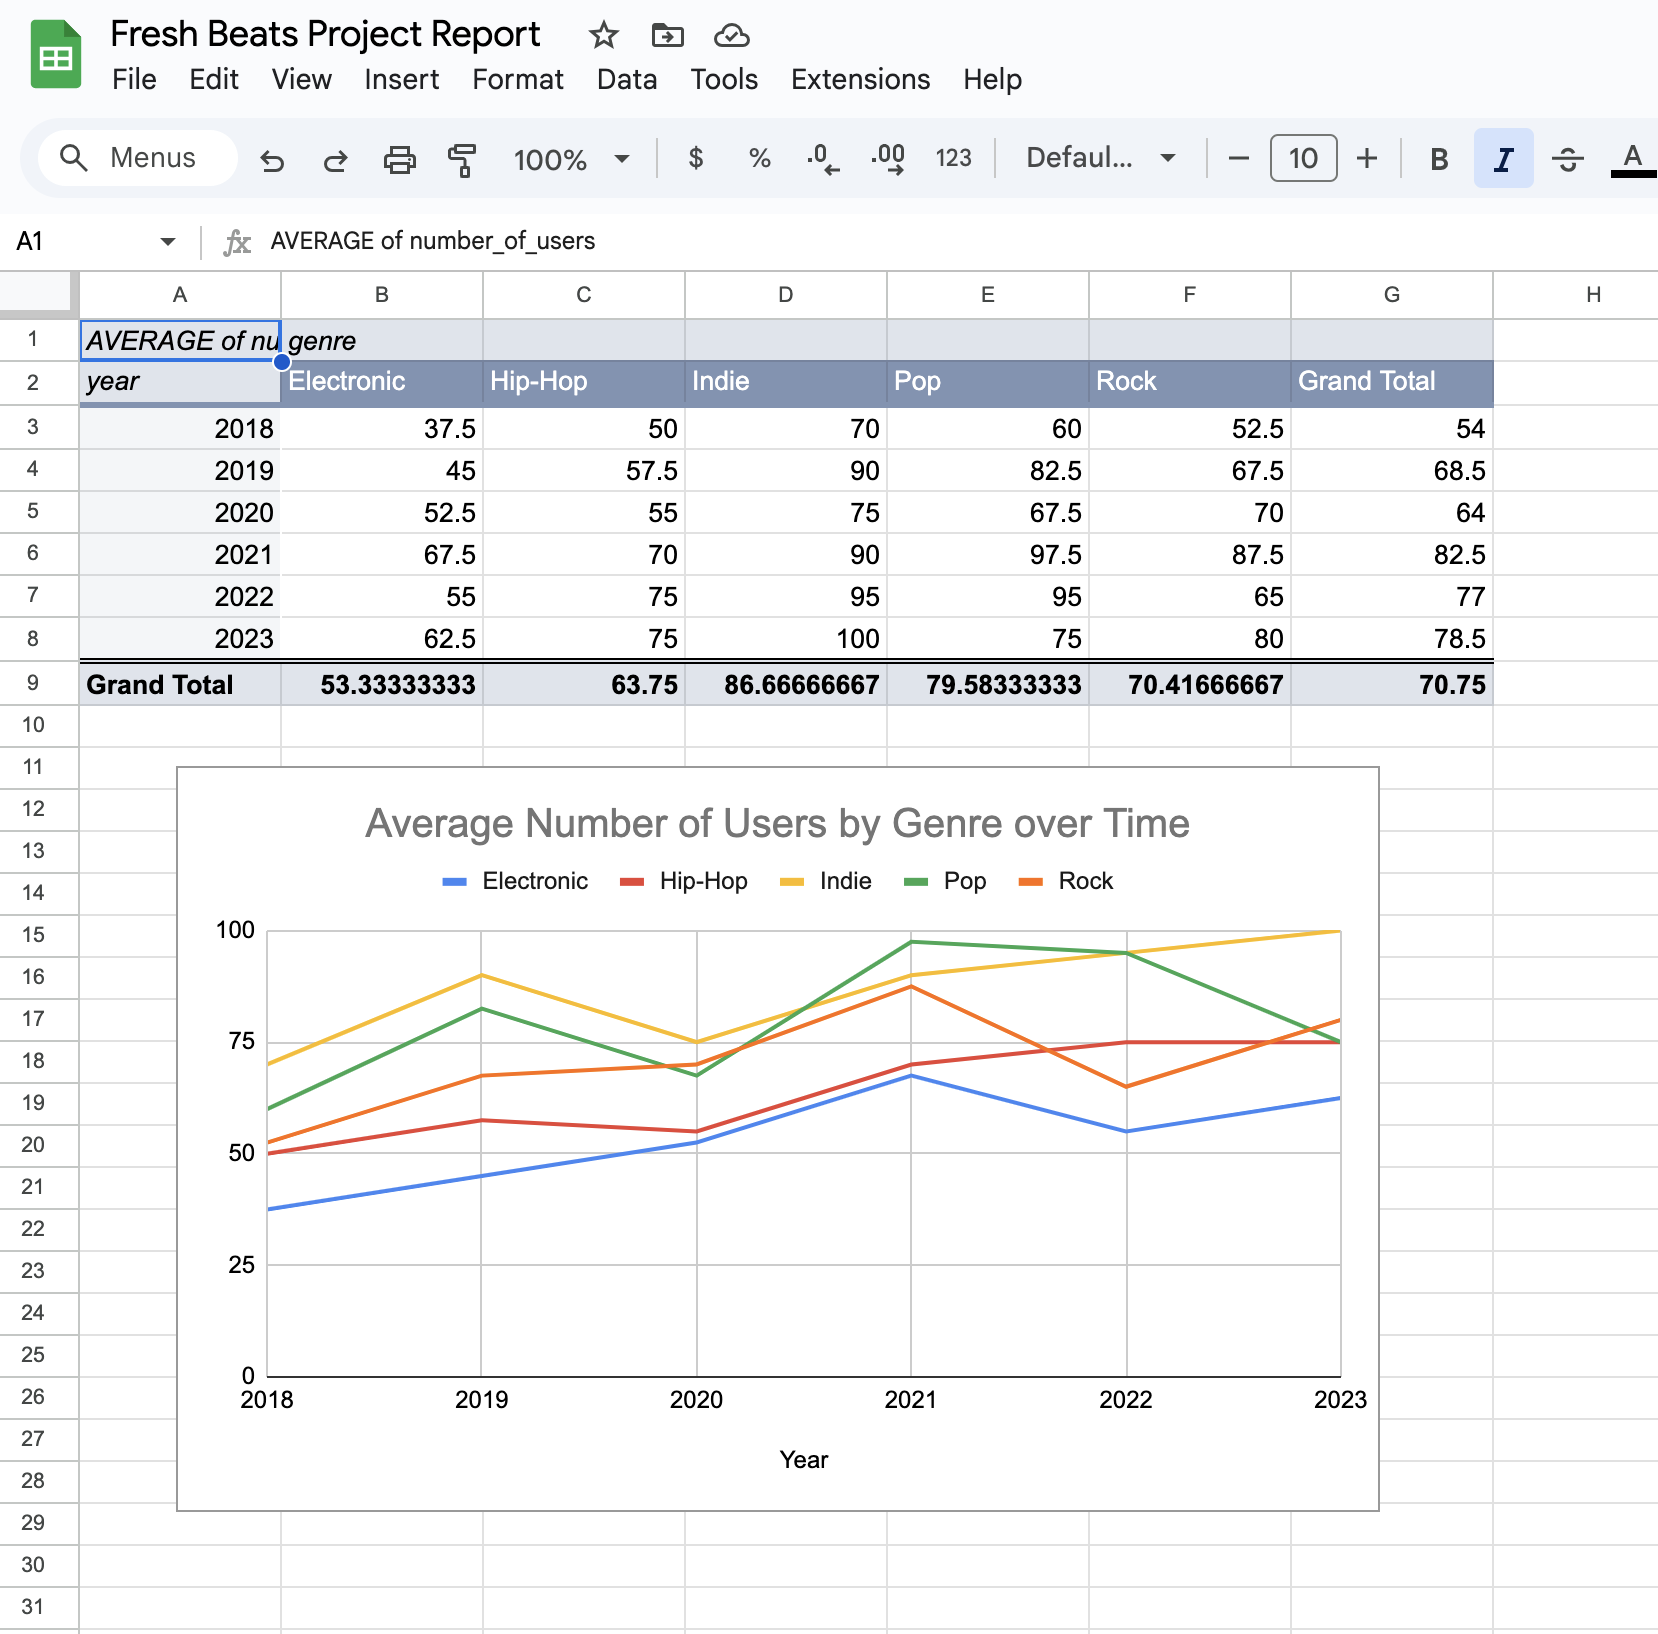 Fresh Beats Project Report
File Edit View Insert Format Data Tools Extensions Help
Menus 100% $ % .0 .00 123 Defaul... − 10 + B I S A
A1 fx AVERAGE of number_of_users
A B C D E F G H
1 AVERAGE of nu genre
2 year Electronic Hip-Hop Indie Pop Rock Grand Total
3 2018 37.5 50 70 60 52.5 54
4 2019 45 57.5 90 82.5 67.5 68.5
5 2020 52.5 55 75 67.5 70 64
6 2021 67.5 70 90 97.5 87.5 82.5
7 2022 55 75 95 95 65 77
8 2023 62.5 75 100 75 80 78.5
9 Grand Total 53.33333333 63.75 86.66666667 79.58333333 70.41666667 70.75
10
11
12
13
14
15
16
17
18
19
20
21
22
23
24
25
26
27
28
29
30
31
Average Number of Users by Genre over Time
Electronic Hip-Hop Indie Pop Rock
100
75
50
25
0
2018 2019 2020 2021 2022 2023
Year